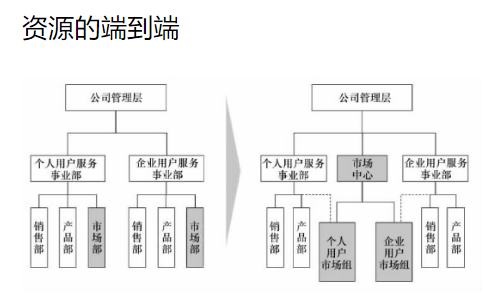 资源的端到端
公司管理层
个人用户服务
事业部
企业用户服务
事业部
销售部
产品部
市场部
销售部
产品部
市场部
公司管理层
个人用户服务
事业部
市场
中心
企业用户服务
事业部
销售部
产品部
个人
用户
市场组
企业
用户
市场组
销售部
产品部